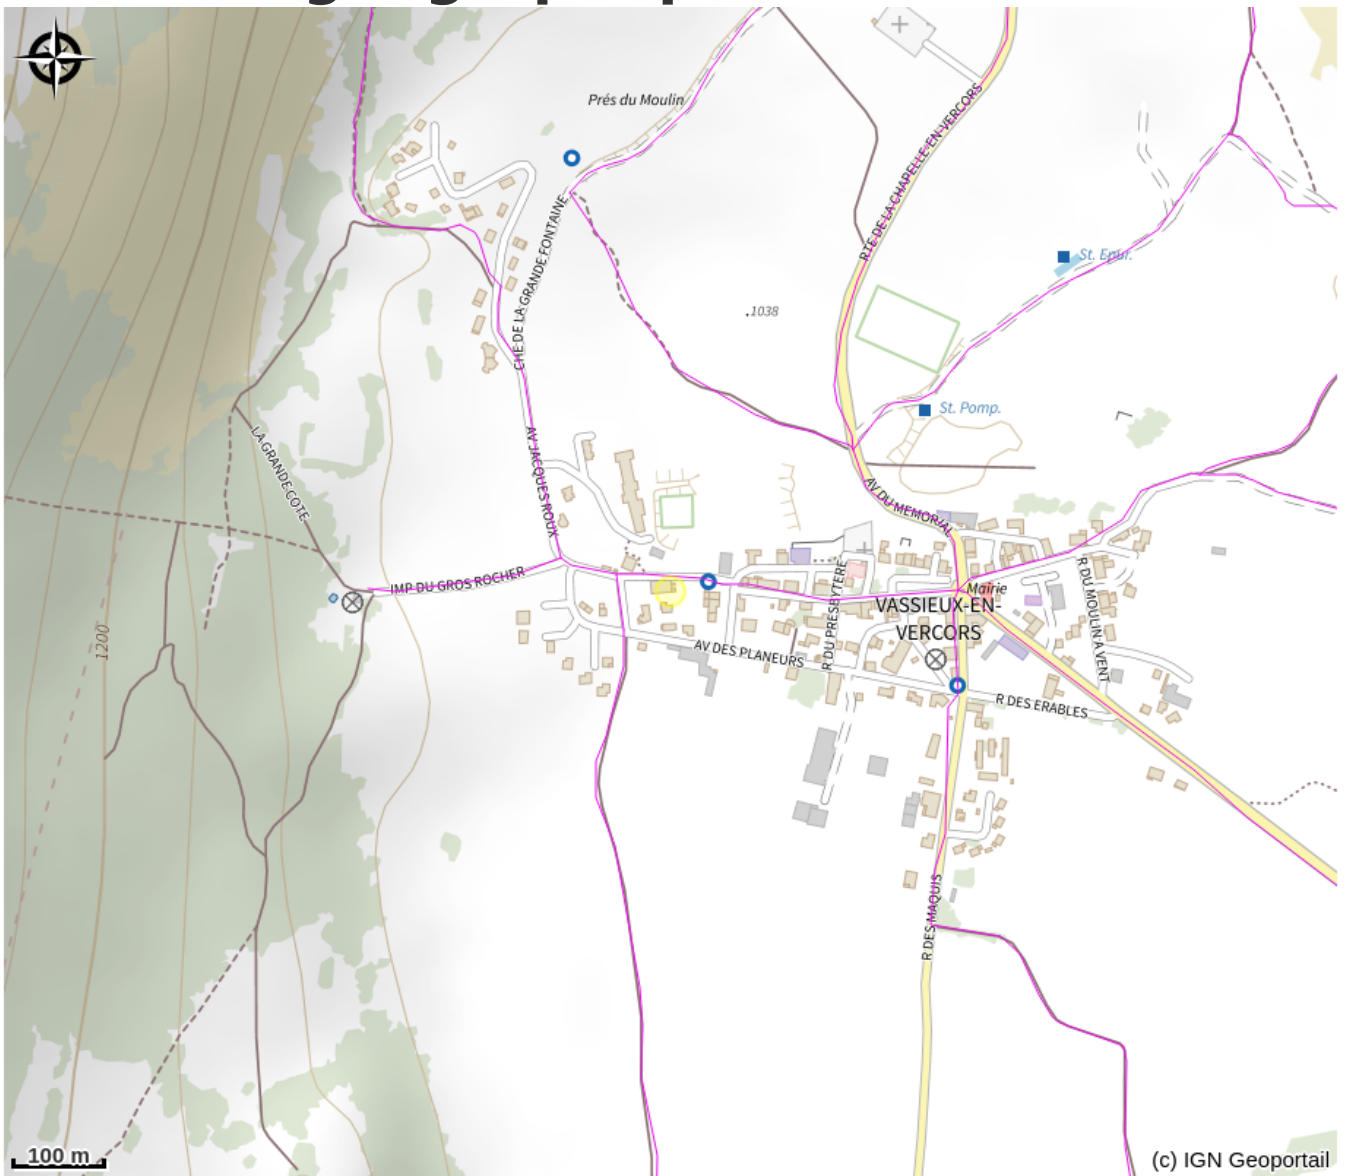 Prés du Moulin
RTE DE LA CHAPELLE-EN-VERCORS
CHE DE LA GRANDE FONTAINE
St. Epur.
.1038
St. Pomp.
LA GRANDE COTE
AV JACQUES ROUX
AV DU MEMORIAL
IMP DU GROS ROCHER
R DU PRESBYTERE
Mairie
VASSIEUX-EN-
VERCORS
R DU MOULIN A VENT
1200
AV DES PLANEURS
R DES ERABLES
R DES MAQUIS
100 m
(c) IGN Geoportail